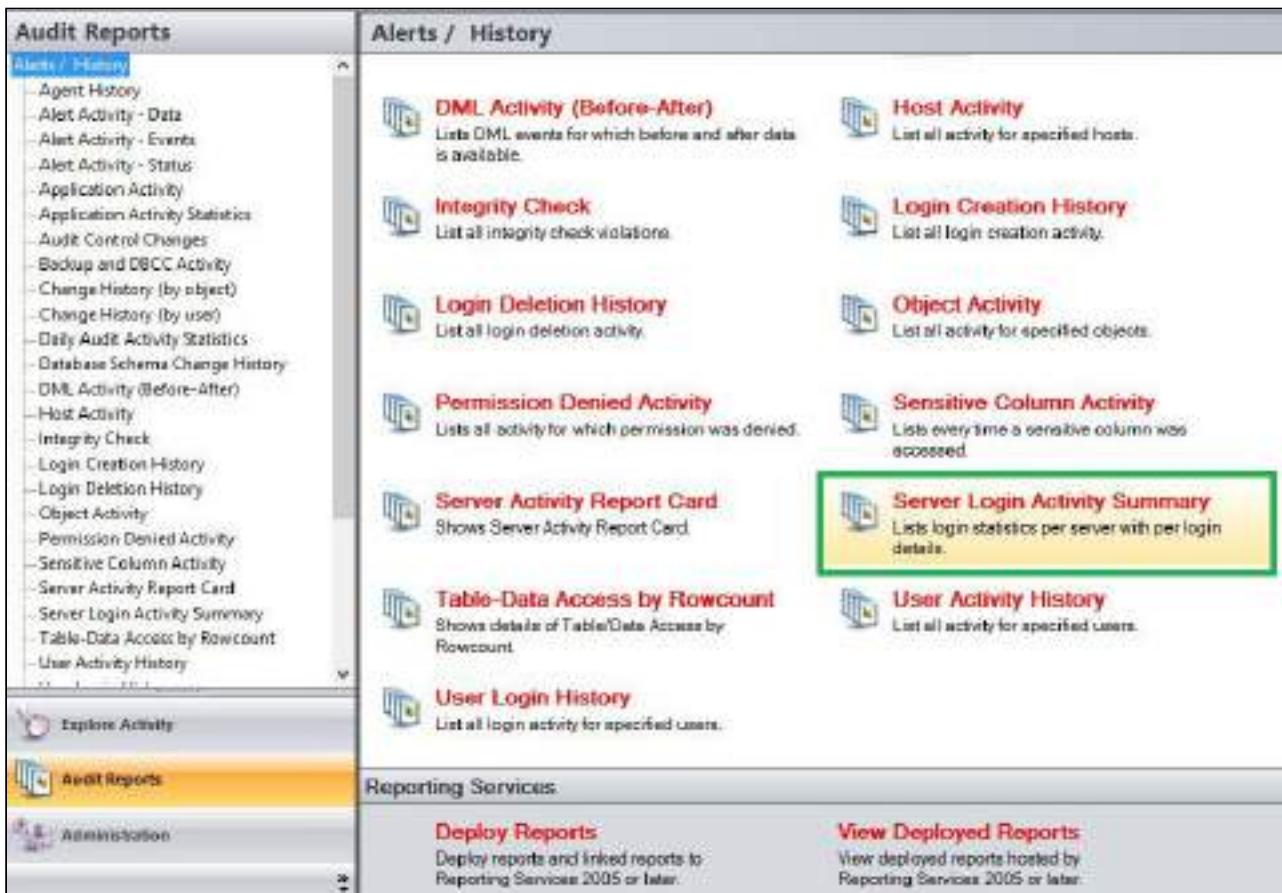 Audit Reports
Alerts / History
Agent History
Alert Activity - Data
Alert Activity - Events
Alert Activity - Status
Application Activity
Application Activity Statistics
Audit Control Changes
Backup and DBCC Activity
Change History (by object)
Change History (by user)
Daily Audit Activity Statistics
Database Schema Change History
DML Activity (Before-After)
Host Activity
Integrity Check
Login Creation History
Login Deletion History
Object Activity
Permission Denied Activity
Sensitive Column Activity
Server Activity Report Card
Server Login Activity Summary
Table-Data Access by Rowcount
User Activity History
Explore Activity
Audit Reports
Administration
Alerts / History
DML Activity (Before-After)
Lists DML events for which before and after data
is available.
Host Activity
List all activity for specified hosts.
Integrity Check
List all integrity check violations.
Login Creation History
List all login creation activity.
Login Deletion History
List all login deletion activity.
Object Activity
List all activity for specified objects.
Permission Denied Activity
Lists all activity for which permission was denied.
Sensitive Column Activity
Lists every time a sensitive column was
accessed.
Server Activity Report Card
Shows Server Activity Report Card.
Server Login Activity Summary
Lists login statistics per server with per login
details.
Table-Data Access by Rowcount
Shows details of Table/Data Access by
Rowcount
User Activity History
List all activity for specified users.
User Login History
List all login activity for specified users.
Reporting Services
Deploy Reports
Deploy reports and linked reports to
Reporting Services 2005 or later.
View Deployed Reports
View deployed reports hosted by
Reporting Services 2005 or later.